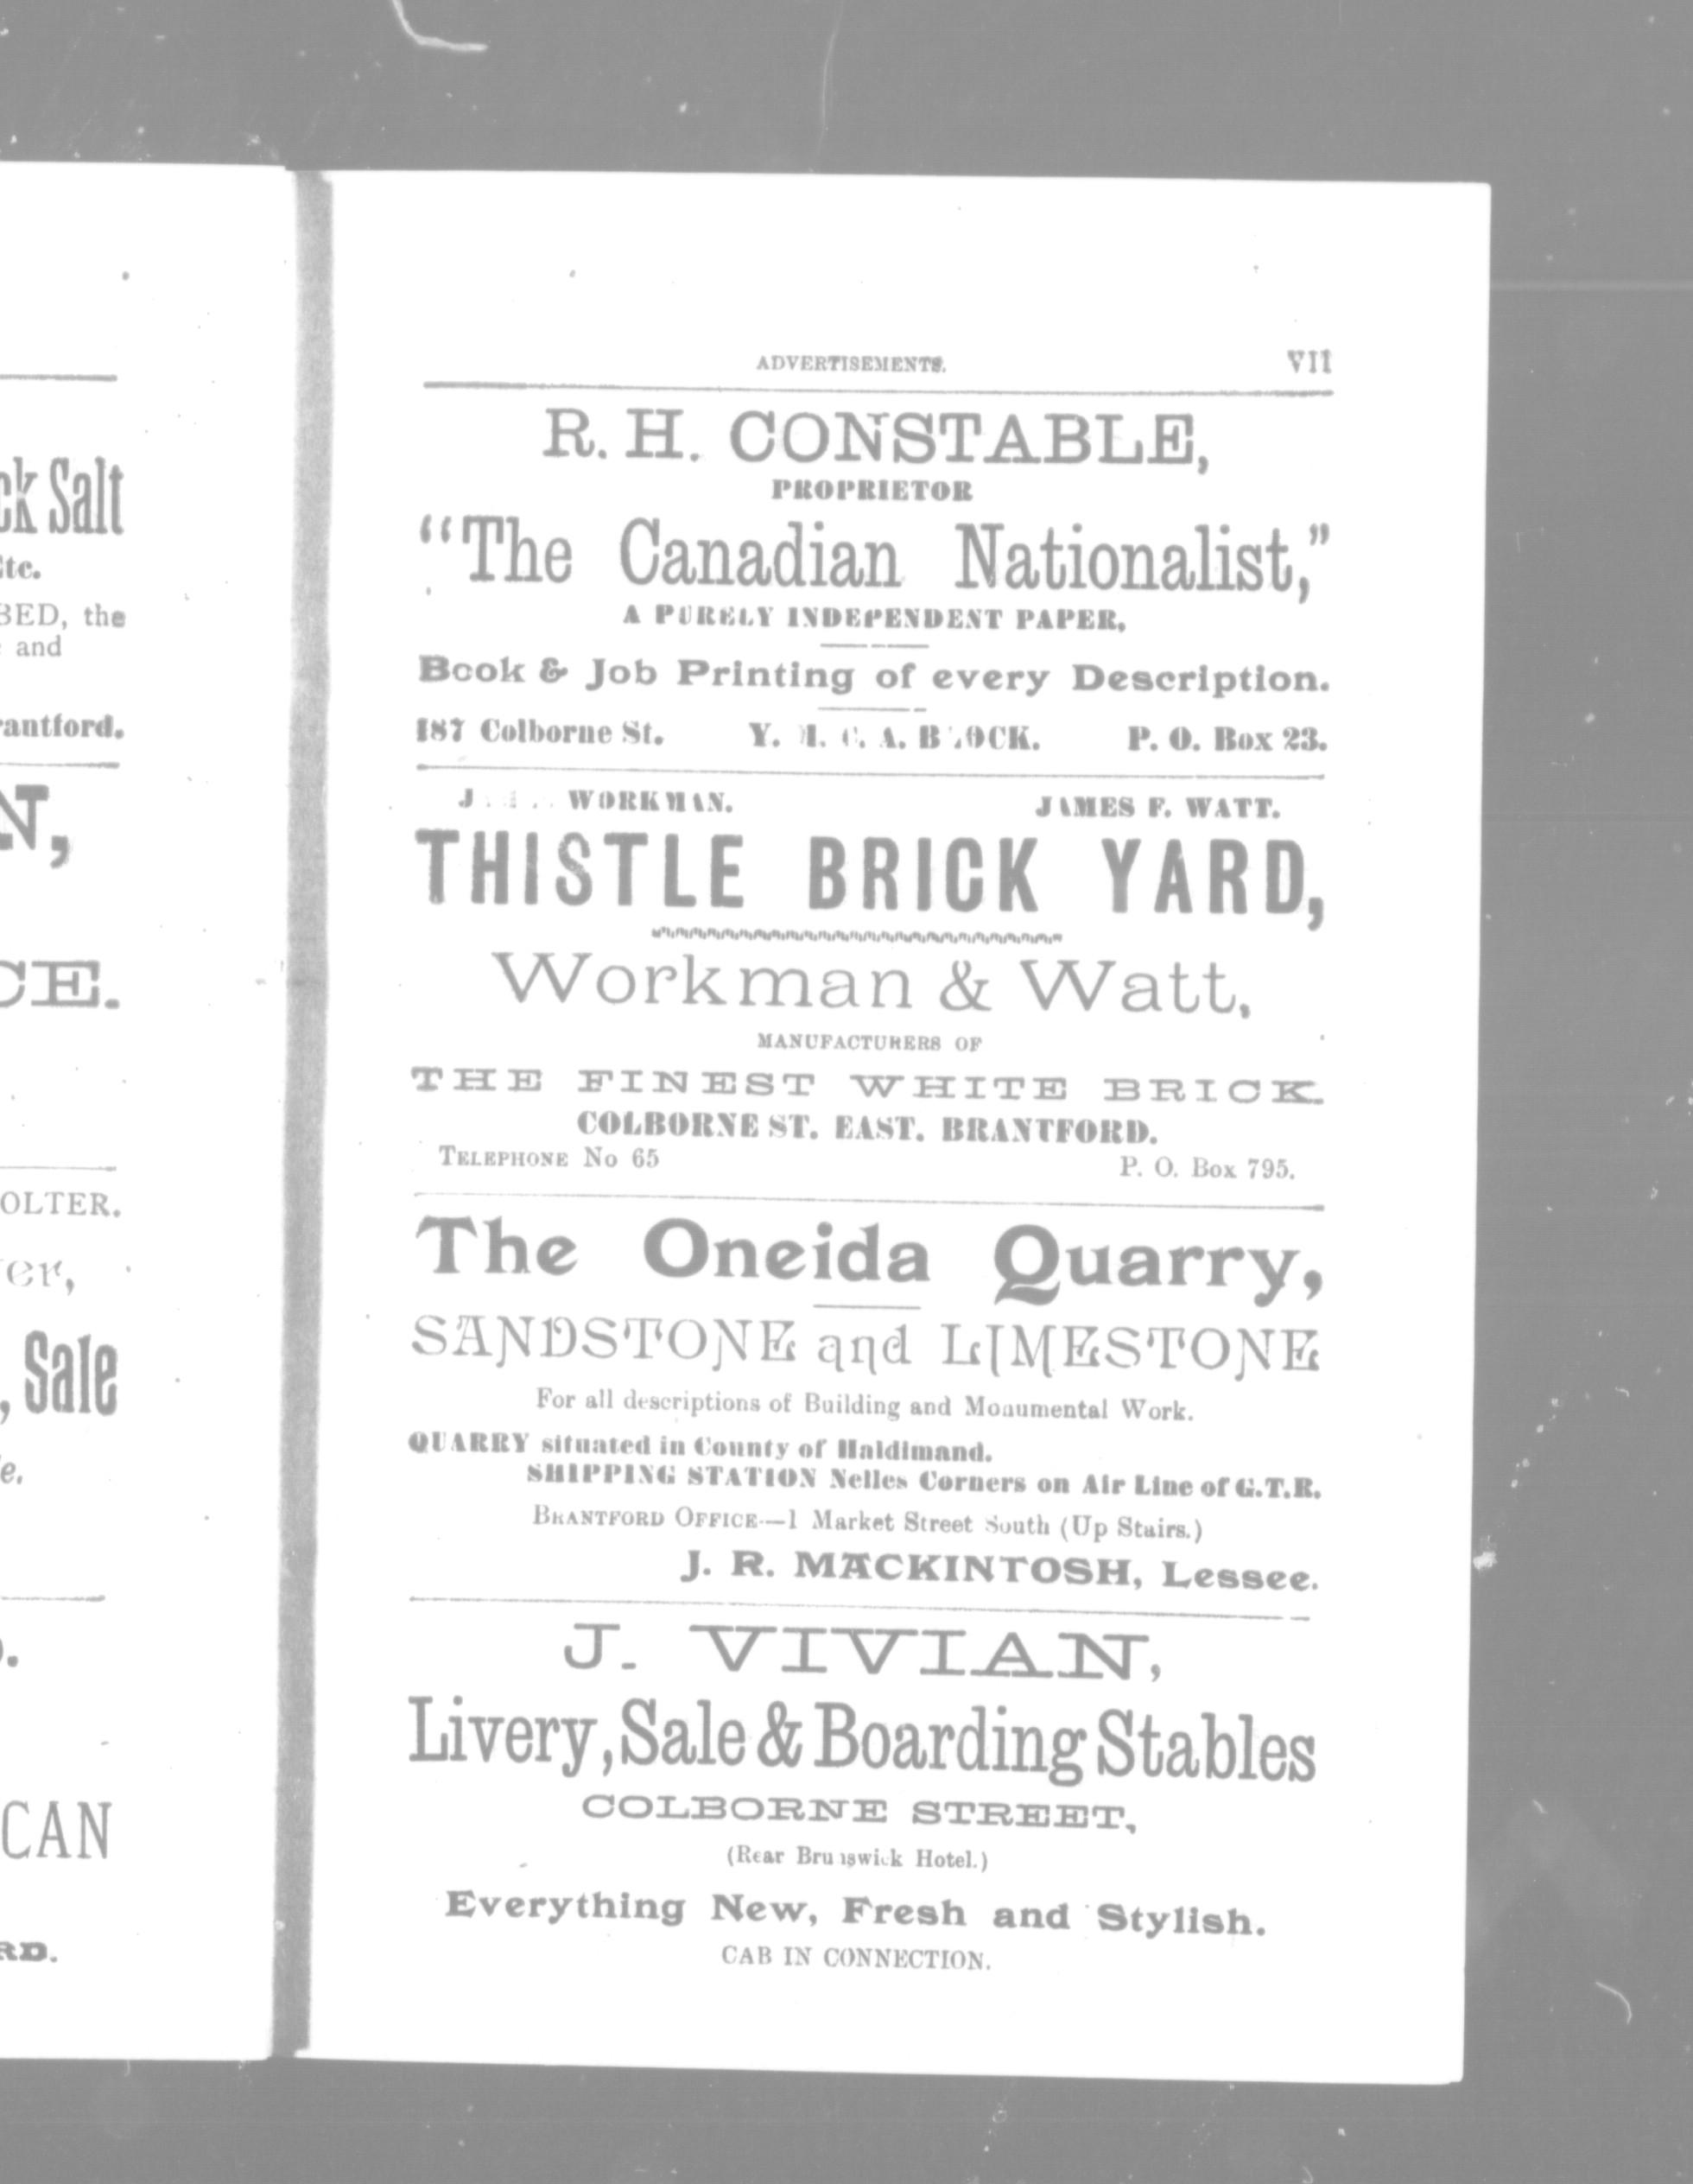 ck Salt
Etc.
BED, the
and
rantford.
N,
CE.
OLTER.
er,
, Sale
e.
CAN
RD.
ADVERTISEMENTS. VII
R. H. CONSTABLE,
PROPRIETOR
“The Canadian Nationalist,”
A PURELY INDEPENDENT PAPER,
Book & Job Printing of every Description.
187 Colborne St. Y. M. C. A. BLOCK. P. O. Box 23.
J WORKMAN. JAMES F. WATT.
THISTLE BRICK YARD,
Workman & Watt,
MANUFACTURERS OF
THE FINEST WHITE BRICK.
COLBORNE ST. EAST. BRANTFORD.
TELEPHONE NO 65 P. O. Box 795.
The Oneida Quarry,
SANDSTONE and LIMESTONE
For all descriptions of Building and Monumental Work.
QUARRY situated in County of Haldimand.
SHIPPING STATION Nelles Corners on Air Line of G.T.R.
BRANTFORD OFFICE—1 Market Street South (Up Stairs.)
J. R. MACKINTOSH, Lessee.
J. VIVIAN,
Livery, Sale & Boarding Stables
COLBORNE STREET,
(Rear Brunswick Hotel.)
Everything New, Fresh and Stylish.
CAB IN CONNECTION.